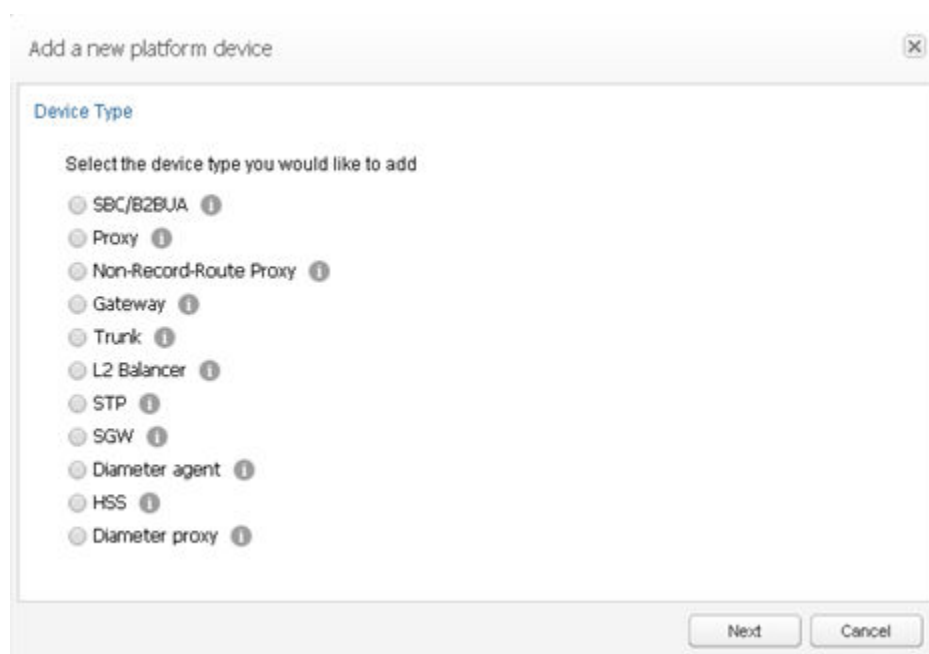 Add a new platform device
Device Type
Select the device type you would like to add
SBC/B2BUA
Proxy
Non-Record-Route Proxy
Gateway
Trunk
L2 Balancer
STP
SGW
Diameter agent
HSS
Diameter proxy
Next Cancel